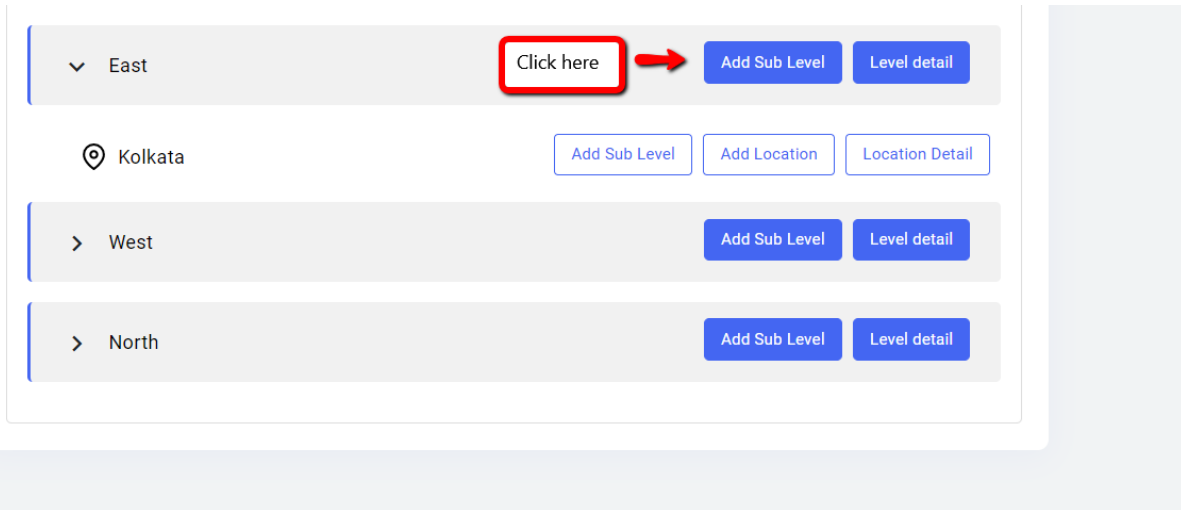 East Click here Add Sub Level Level detail
Kolkata Add Sub Level Add Location Location Detail
West Add Sub Level Level detail
North Add Sub Level Level detail